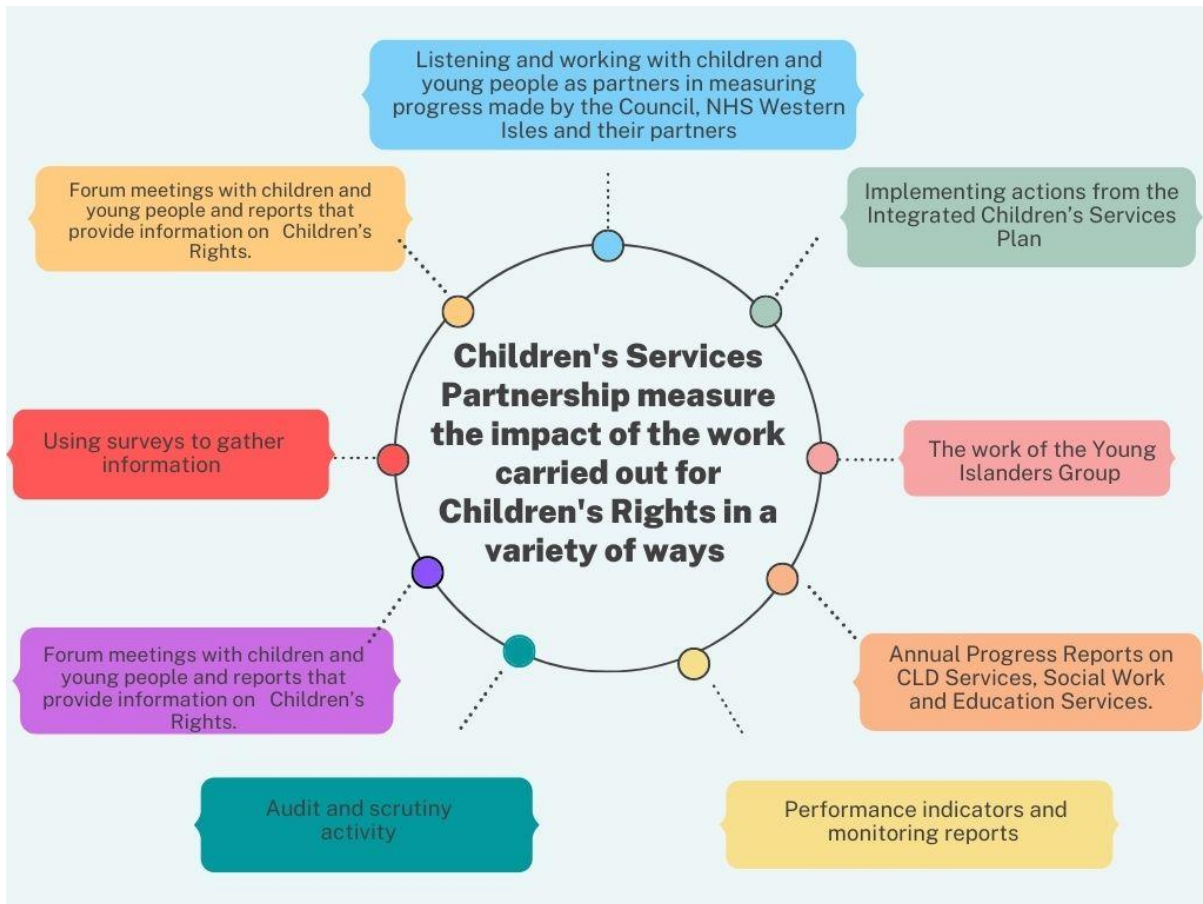 Listening and working with children and
young people as partners in measuring
progress made by the Council, NHS Western
Isles and their partners
Forum meetings with children and
young people and reports that
provide information on Children's
Rights.
Implementing actions from the
Integrated Children's Services
Plan
Children's Services
Partnership measure
the impact of the work
carried out for
Children's Rights in a
variety of ways
Using surveys to gather
information
The work of the Young
Islanders Group
Forum meetings with children and
young people and reports that
provide information on Children's
Rights.
Annual Progress Reports on
CLD Services, Social Work
and Education Services.
Audit and scrutiny
activity
Performance indicators and
monitoring reports